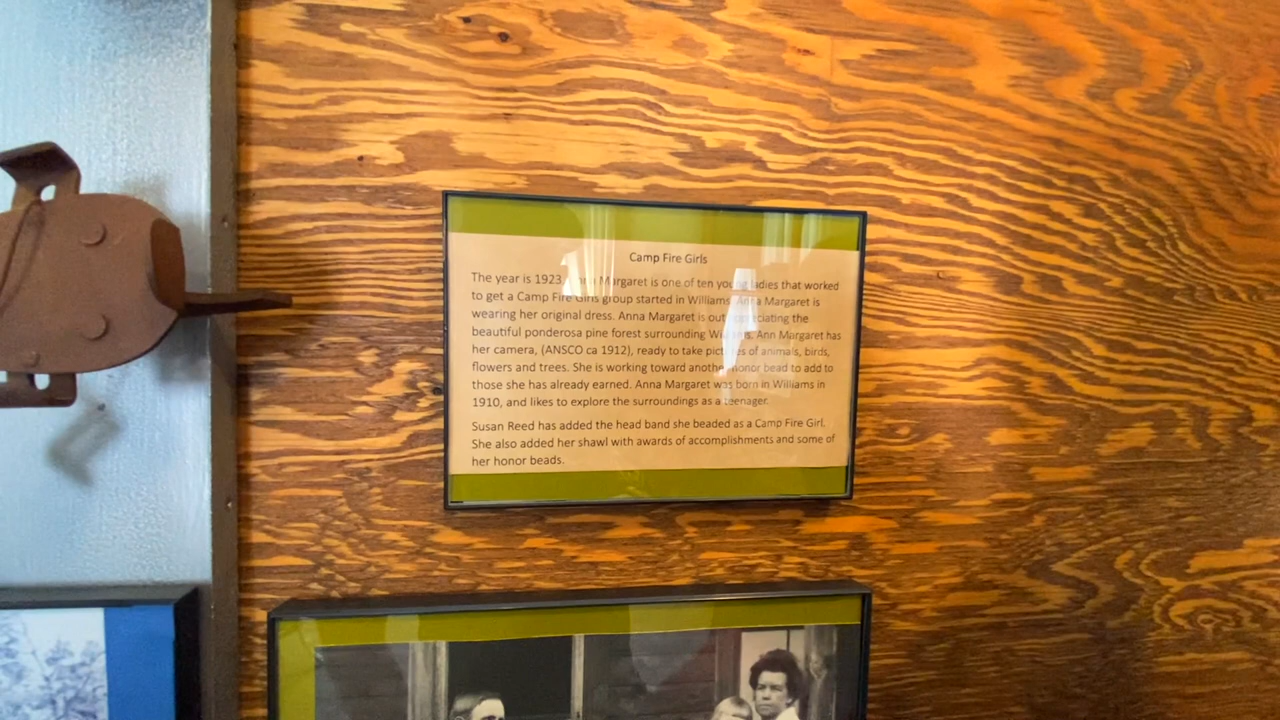 Camp Fire Girls
The year is 1923, Anna Margaret is one of ten young ladies that worked
to get a Camp Fire Girls group started in Williams. Anna Margaret is
wearing her original dress. Anna Margaret is out appreciating the
beautiful ponderosa pine forest surrounding Williams. Ann Margaret has
her camera, (ANSCO ca 1912), ready to take pictures of animals, birds,
flowers and trees. She is working toward another honor bead to add to
those she has already earned. Anna Margaret was born in Williams in
1910, and likes to explore the surroundings as a teenager.
Susan Reed has added the head band she beaded as a Camp Fire Girl.
She also added her shawl with awards of accomplishments and some of
her honor beads.